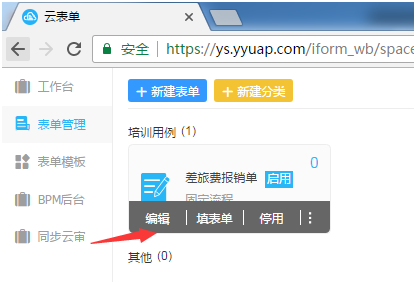 云表单
安全 https://ys.yyuap.com/iform_wb/space
工作台
表单管理
表单模板
BPM后台
同步云审
+ 新建表单 + 新建分类
培训用例 (1)
0
差旅费报销单 启用
固定流程
编辑 填表单 停用
其他 (0)